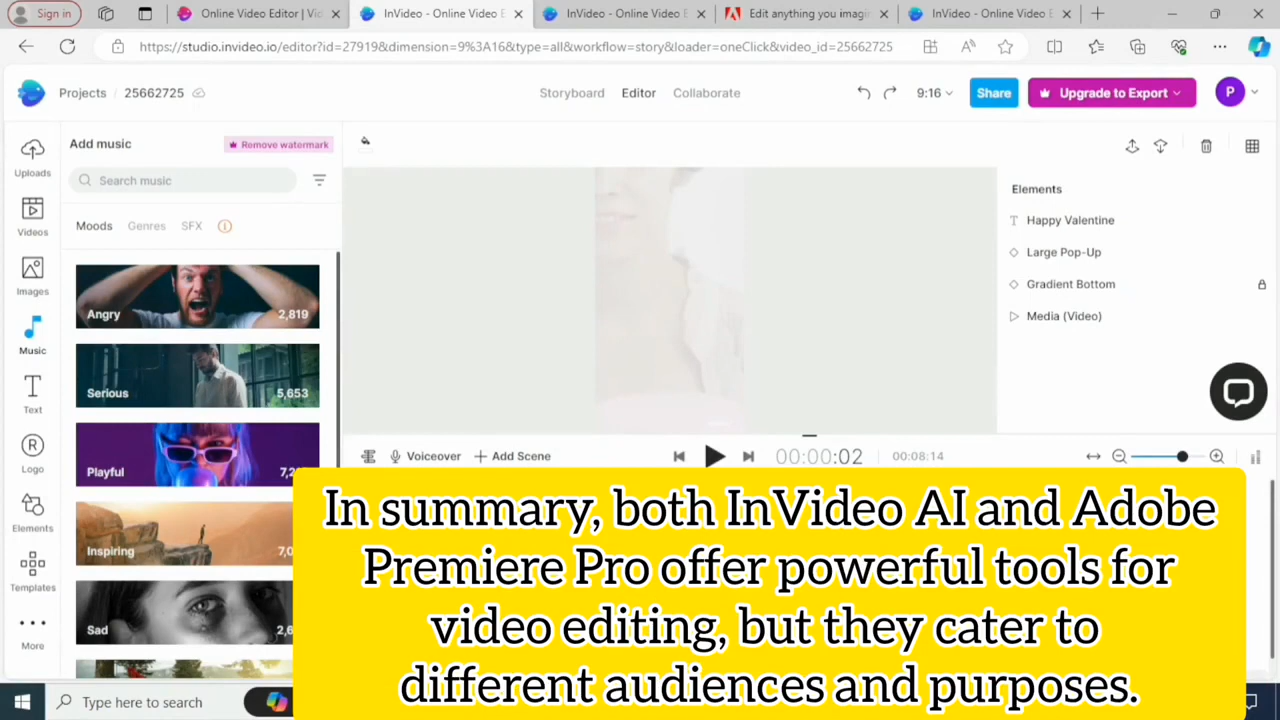 Sign in
Online Video Editor | Vid
InVideo - Online Video E
InVideo - Online Video E
Edit anything you imagin
InVideo - Online Video E
https://studio.invideo.io/editor?id=27919&dimension=9%3A16&type=all&workflow=story&loader=oneClick&video_id=25662725
Projects / 25662725
Storyboard Editor Collaborate
9:16
Share
Upgrade to Export
P
Uploads
Videos
Images
Music
Text
R
Logo
Elements
Templates
More
Add music
Remove watermark
Search music
Moods Genres SFX
Angry 2,819
Serious 5,653
Playful
Inspiring
Sad
Elements
Happy Valentine
Large Pop-Up
Gradient Bottom
Media (Video)
Voiceover
Add Scene
00:00:02
00:08:14
In summary, both InVideo AI and Adobe
Premiere Pro offer powerful tools for
video editing, but they cater to
different audiences and purposes.
Type here to search